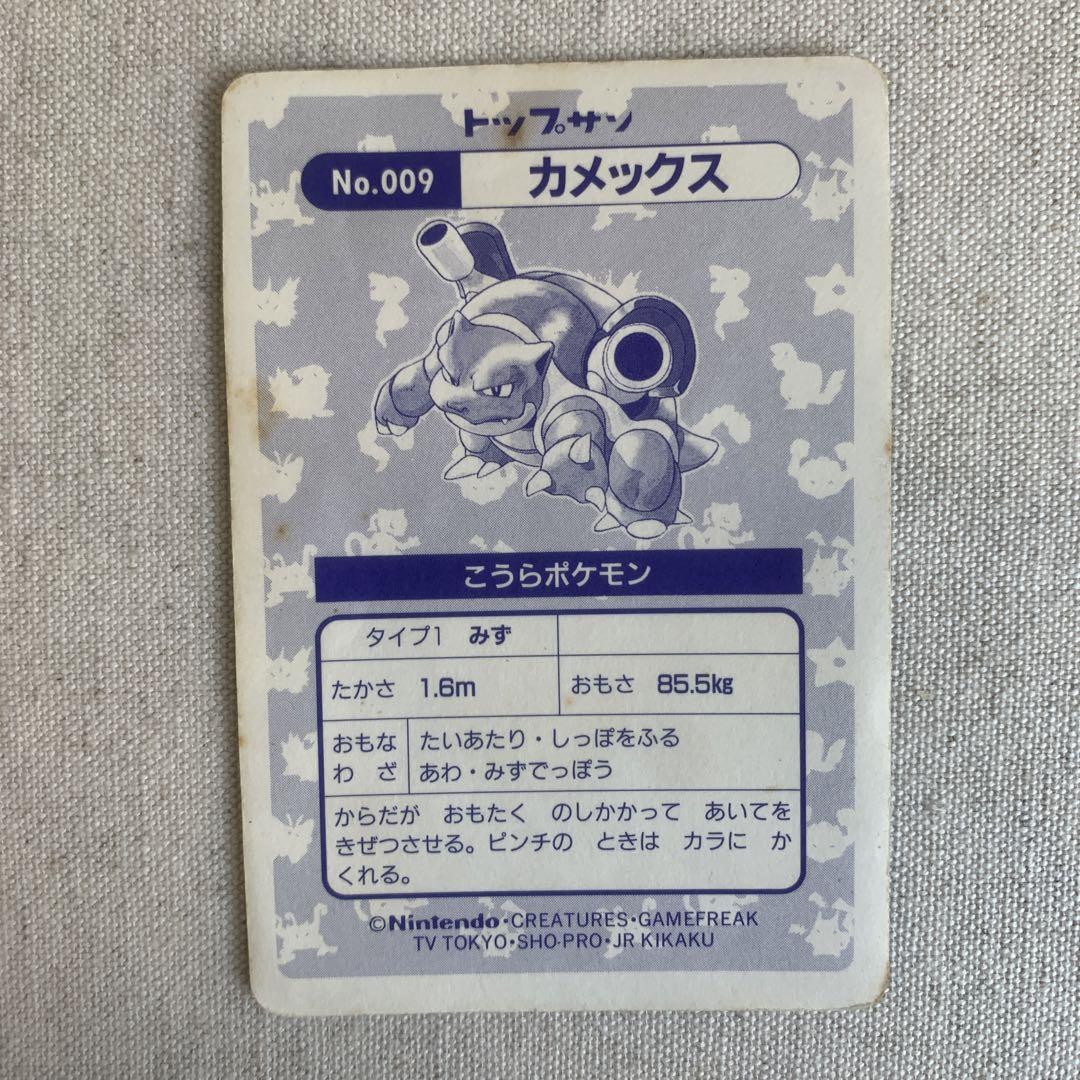 トップサン
No.009 カメックス
こうらポケモン
タイプ1 みず
たかさ 1.6m おもさ 85.5kg
おもな たいあたり・しっぽをふる
わ ざ あわ・みずでっぽう
からだが おもたく のしかかって あいてを
きぜつさせる。ピンチの ときは カラに か
くれる。
©Nintendo・CREATURES・GAMEFREAK
TV TOKYO・SHO-PRO・JR KIKAKU